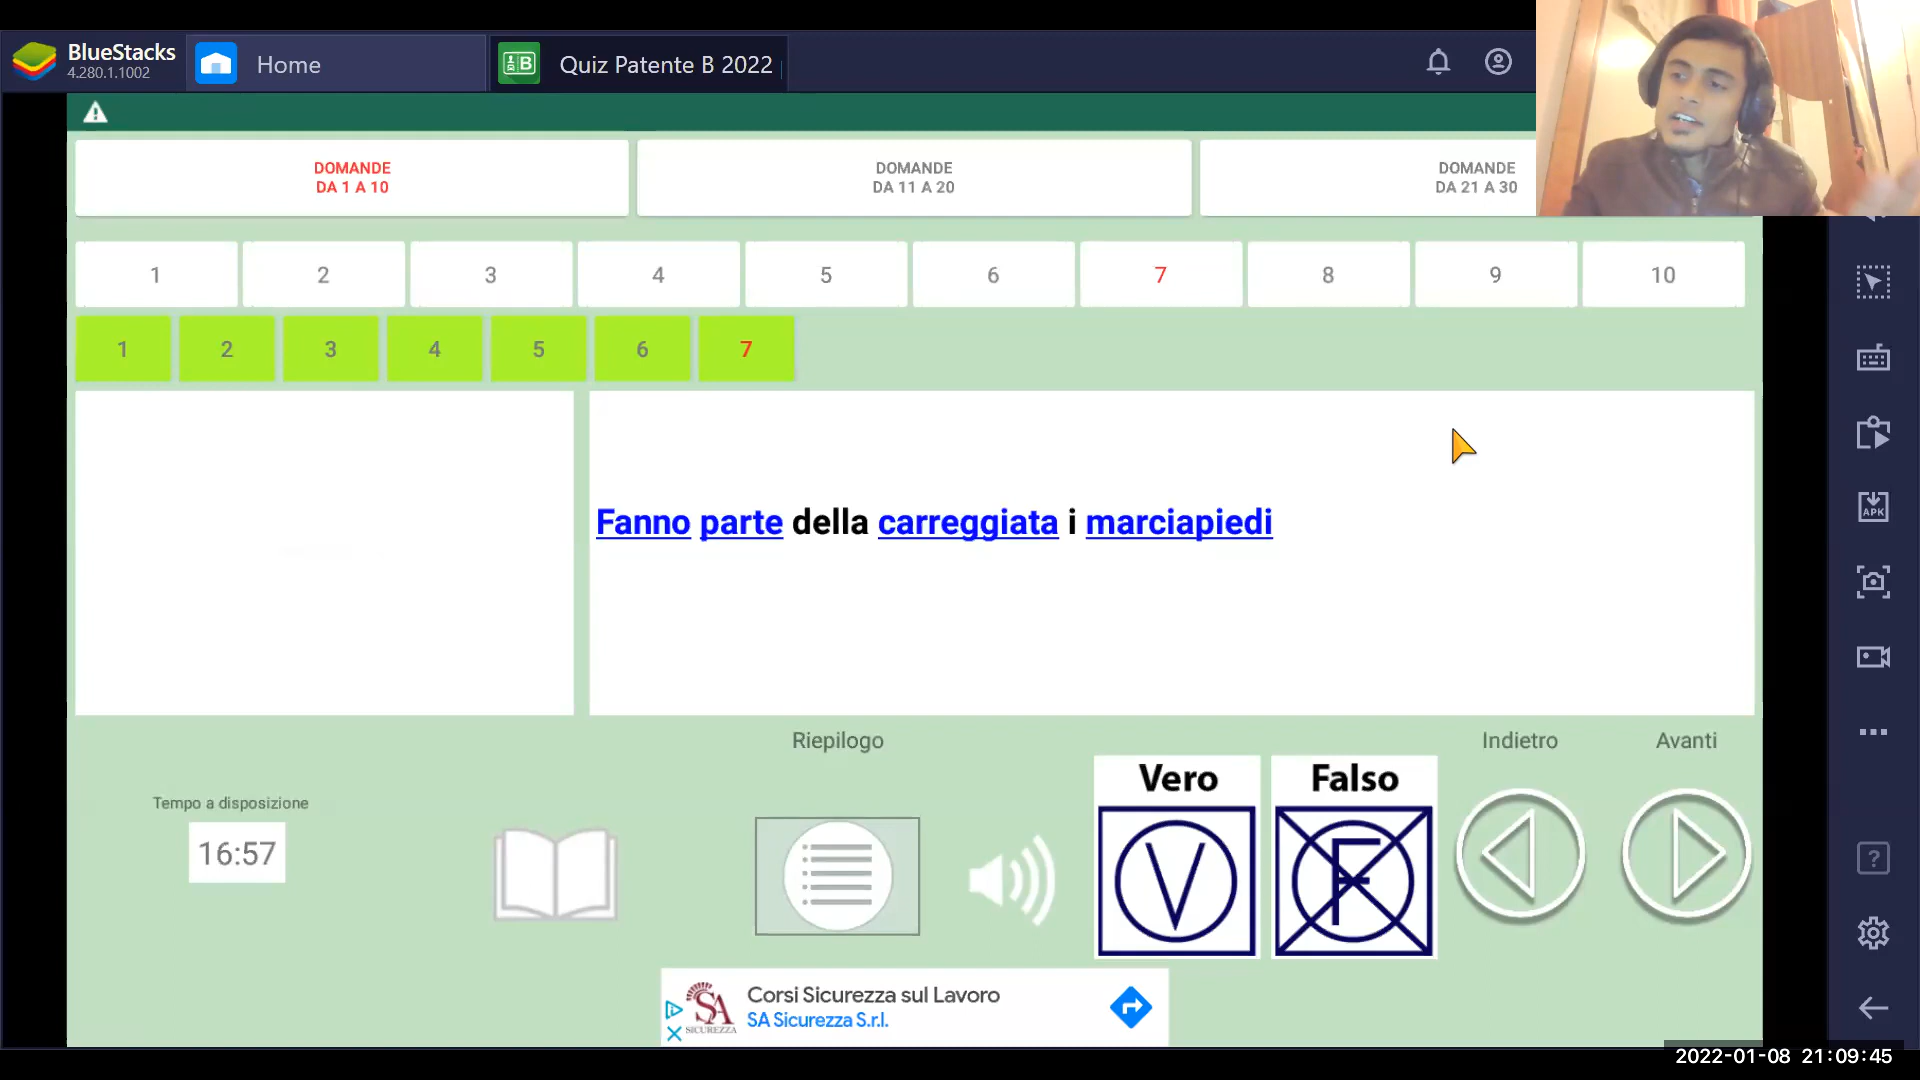 BlueStacks
4.280.1.1002
Home
B
Quiz Patente B 2022
DOMANDE
DA 1 A 10
DOMANDE
DA 11 A 20
DOMANDE
DA 21 A 30
1 2 3 4 5 6 7 8 9 10
1 2 3 4 5 6 7
Fanno parte della carreggiata i marciapiedi
Riepilogo
Indietro
Avanti
Tempo a disposizione
16:57
Vero
Falso
V
F
APK
?
SA
SICUREZZA
Corsi Sicurezza sul Lavoro
SA Sicurezza S.r.l.
2022-01-08 21:09:45